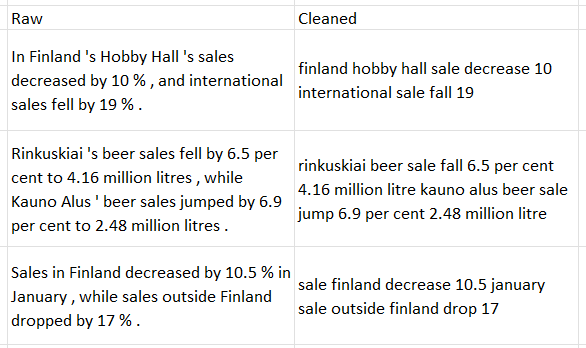 Raw
Cleaned
In Finland 's Hobby Hall 's sales
decreased by 10 % , and international
sales fell by 19 % .
finland hobby hall sale decrease 10
international sale fall 19
Rinkuskiai 's beer sales fell by 6.5 per
cent to 4.16 million litres , while
Kauno Alus ' beer sales jumped by 6.9
per cent to 2.48 million litres .
rinkuskiai beer sale fall 6.5 per cent
4.16 million litre kauno alus beer sale
jump 6.9 per cent 2.48 million litre
Sales in Finland decreased by 10.5 % in
January , while sales outside Finland
dropped by 17 % .
sale finland decrease 10.5 january
sale outside finland drop 17